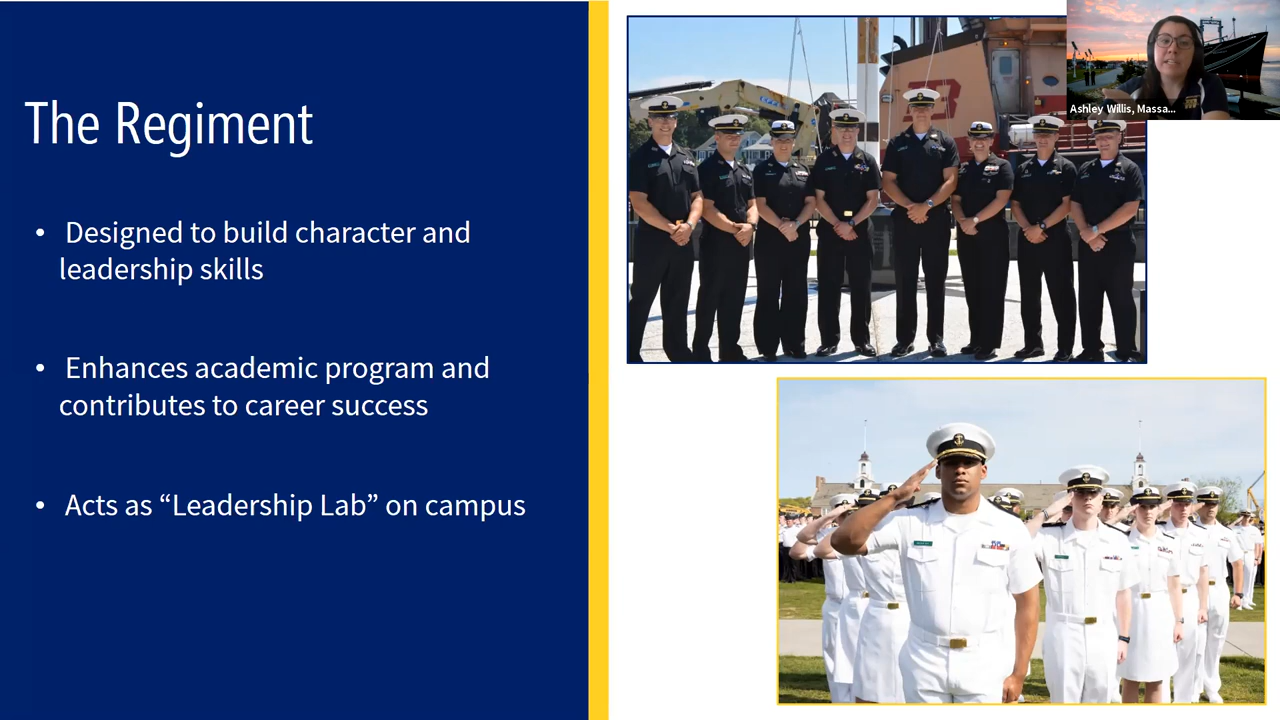 The Regiment
• Designed to build character and
leadership skills
• Enhances academic program and
contributes to career success
• Acts as “Leadership Lab” on campus
B
Ashley Willis, Massa...